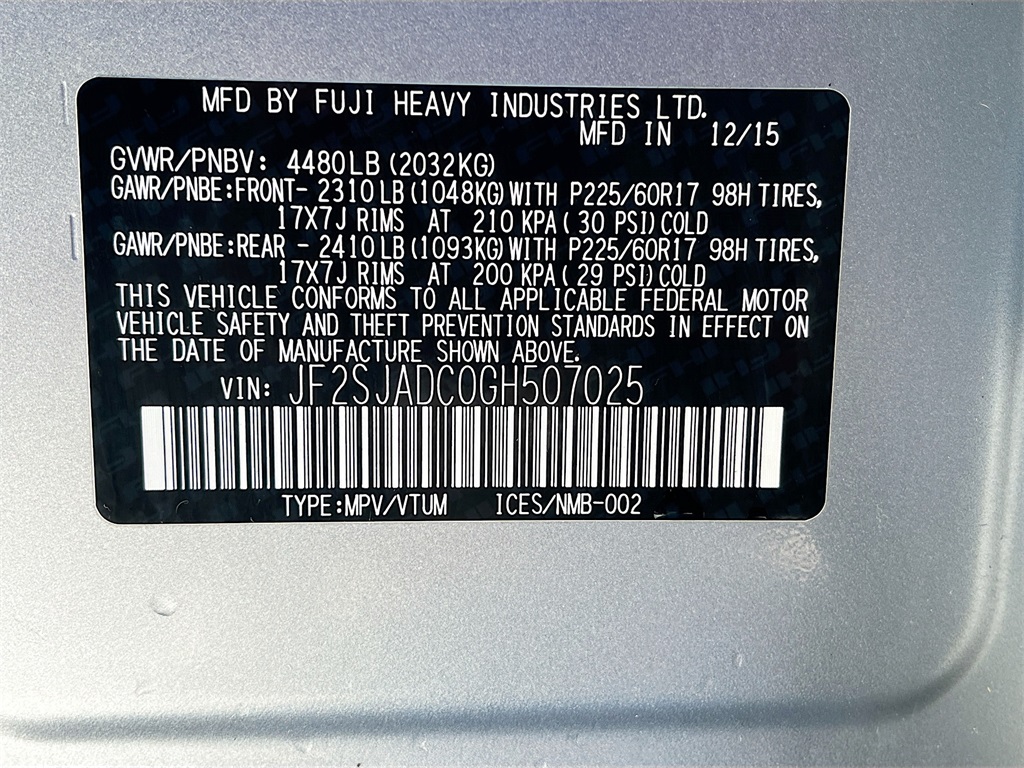 MFD BY FUJI HEAVY INDUSTRIES LTD.
MFD IN 12/15
GVWR/PNBV: 4480LB (2032KG)
GAWR/PNBE:FRONT- 2310LB (1048KG) WITH P225/60R17 98H TIRES,
17X7J RIMS AT 210 KPA ( 30 PSI) COLD
GAWR/PNBE:REAR - 2410LB (1093KG) WITH P225/60R17 98H TIRES,
17X7J RIMS AT 200 KPA ( 29 PSI) COLD
THIS VEHICLE CONFORMS TO ALL APPLICABLE FEDERAL MOTOR
VEHICLE SAFETY AND THEFT PREVENTION STANDARDS IN EFFECT ON
THE DATE OF MANUFACTURE SHOWN ABOVE.
VIN: JF2SJADC0GH507025
TYPE:MPV/VTUM ICES/NMB-002